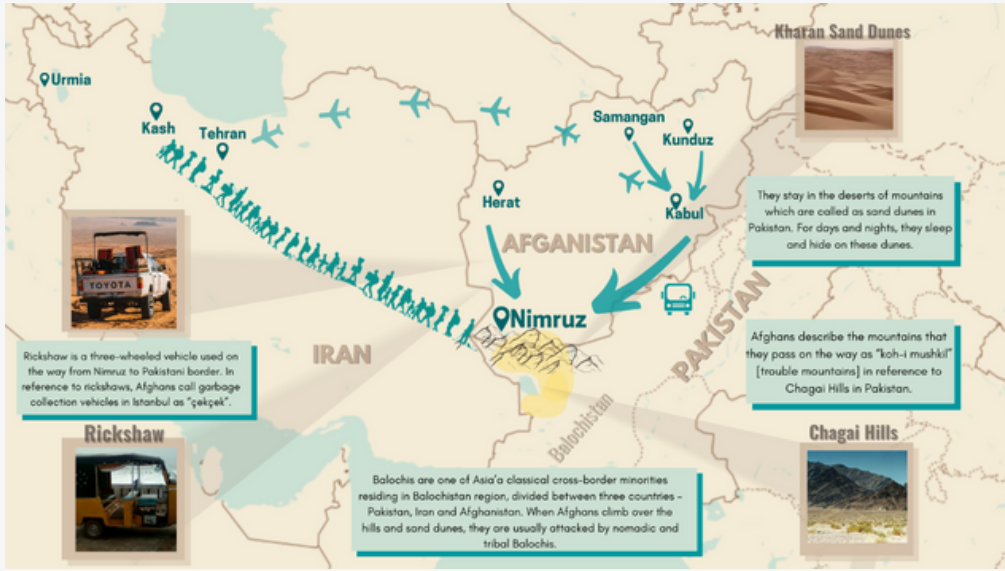 Kharan Sand Dunes
Urmia
Kash
Tehran
Samangan
Kunduz
Herat
Kabul
They stay in the deserts of mountains
which are called as sand dunes in
Pakistan. For days and nights, they sleep
and hide on these dunes.
AFGANISTAN
TOYOTA
Nimruz
PAKISTAN
IRAN
Rickshaw is a three-wheeled vehicle used on
the way from Nimruz to Pakistani border. In
reference to rickshaws, Afghans call garbage
collection vehicles in Istanbul as “çekçek”.
Afghans describe the mountains that
they pass on the way as “koh-i mushkil”
[trouble mountains] in reference to
Chagai Hills in Pakistan.
Balochistan
Rickshaw
Chagai Hills
Balochis are one of Asia'a classical cross-border minorities
residing in Balochistan region, divided between three countries -
Pakistan, Iran and Afghanistan. When Afghans climb over the
hills and sand dunes, they are usually attacked by nomadic and
tribal Balochis.